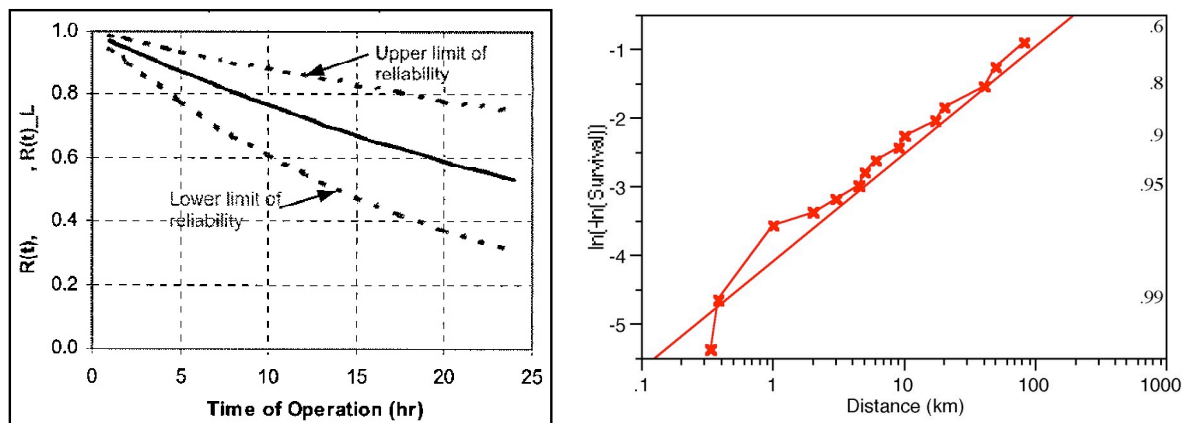 1.0
0.8
0.6
0.4
0.2
0.0
R(t), , R(t)_L
Upper limit of
reliability
Lower limit of
reliability
0 5 10 15 20 25
Time of Operation (hr)
-1
-2
-3
-4
-5
ln(-ln(Survival))
.6
.8
.9
.95
.99
.1 1 10 100 1000
Distance (km)